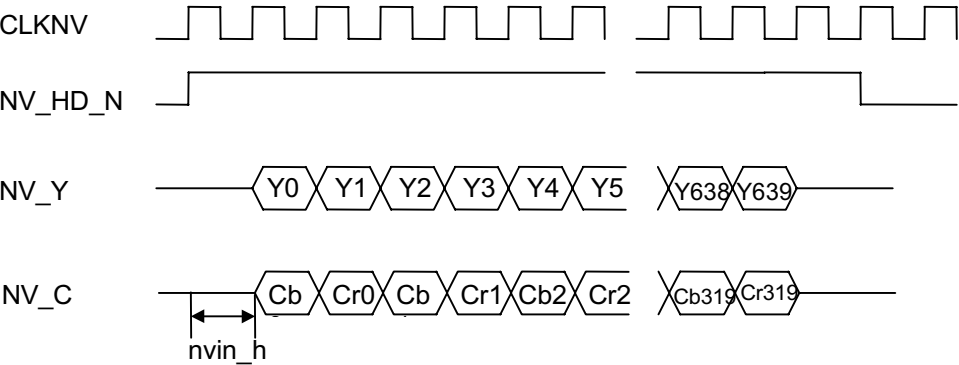 CLKNV
NV_HD_N
NV_Y Y0 Y1 Y2 Y3 Y4 Y5 Y638 Y639
NV_C Cb Cr0 Cb Cr1 Cb2 Cr2 Cb319 Cr319
nvin_h